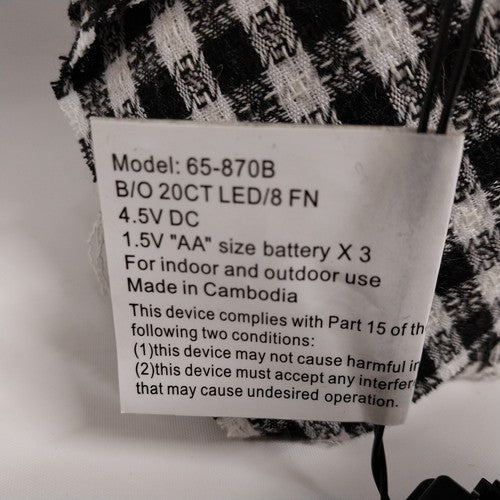 Model: 65-870B
B/O 20CT LED/8 FN
4.5V DC
1.5V "AA" size battery X 3
For indoor and outdoor use
Made in Cambodia
This device complies with Part 15 of th
following two conditions:
(1)this device may not cause harmful in
(2)this device must accept any interfer
that may cause undesired operation.